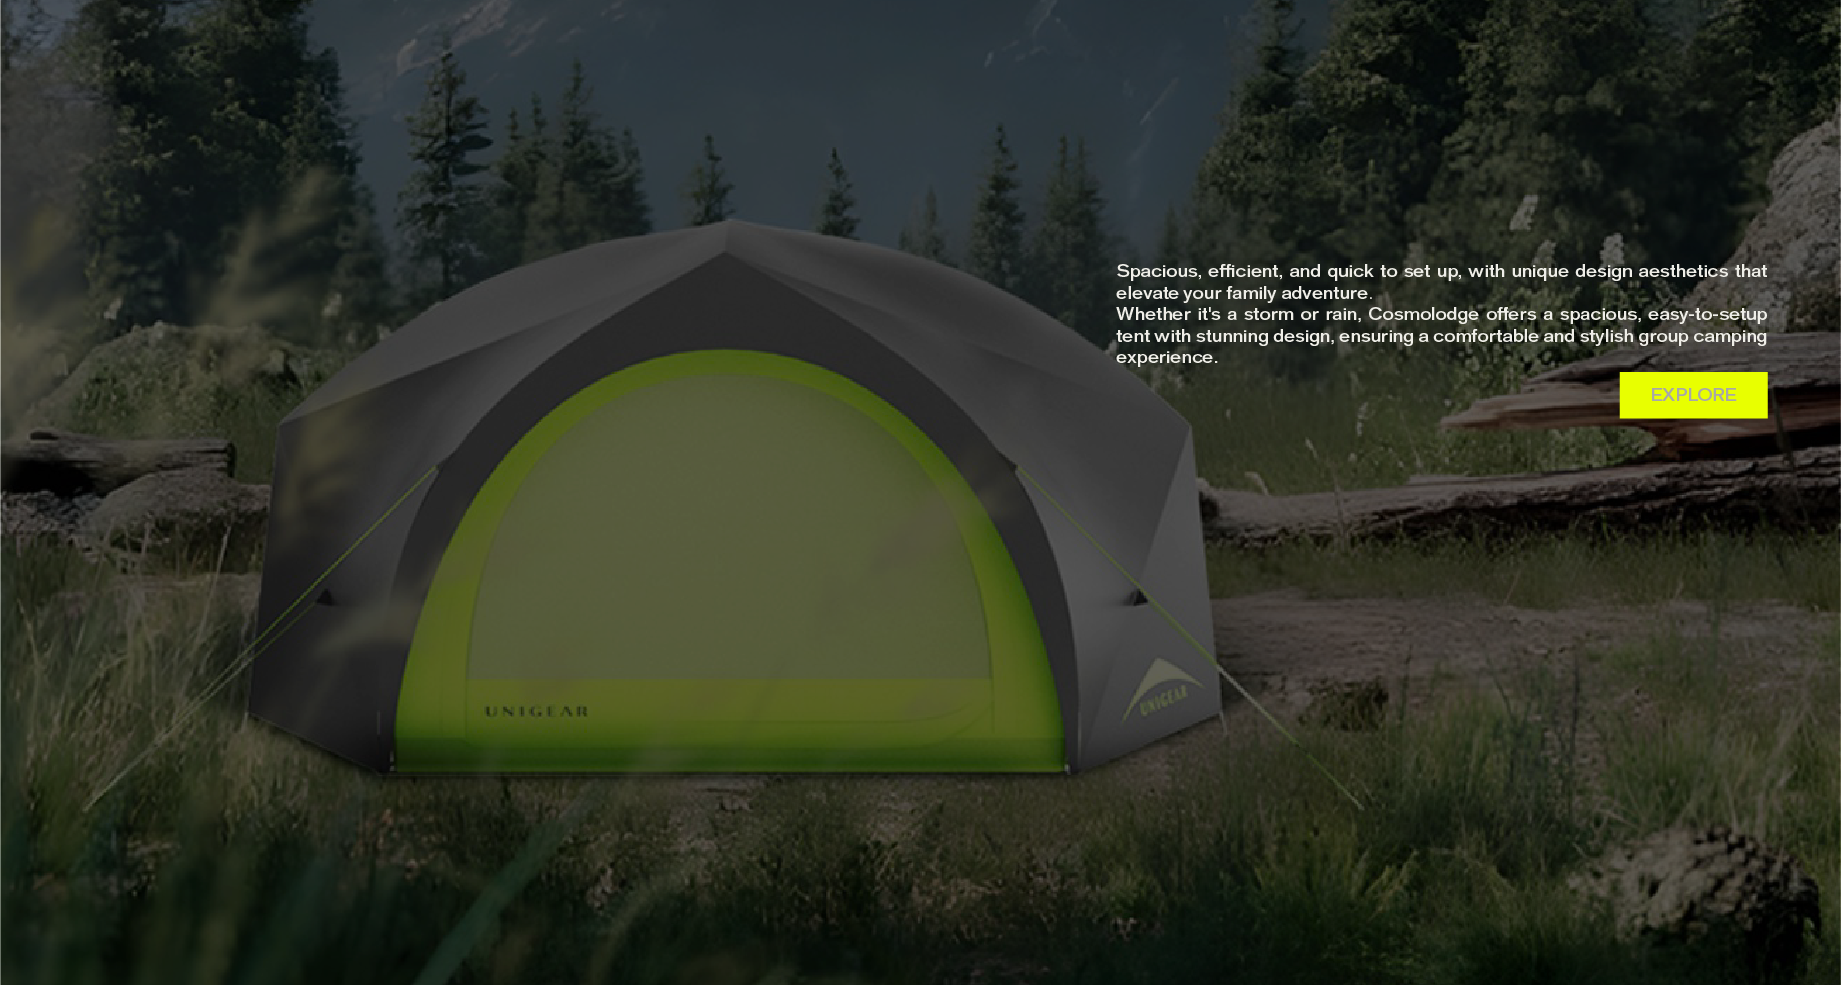 Spacious, efficient, and quick to set up, with unique design aesthetics that
elevate your family adventure.
Whether it's a storm or rain, Cosmolodge offers a spacious, easy-to-setup
tent with stunning design, ensuring a comfortable and stylish group camping
experience.
EXPLORE
UNIGEAR
UNIGEAR